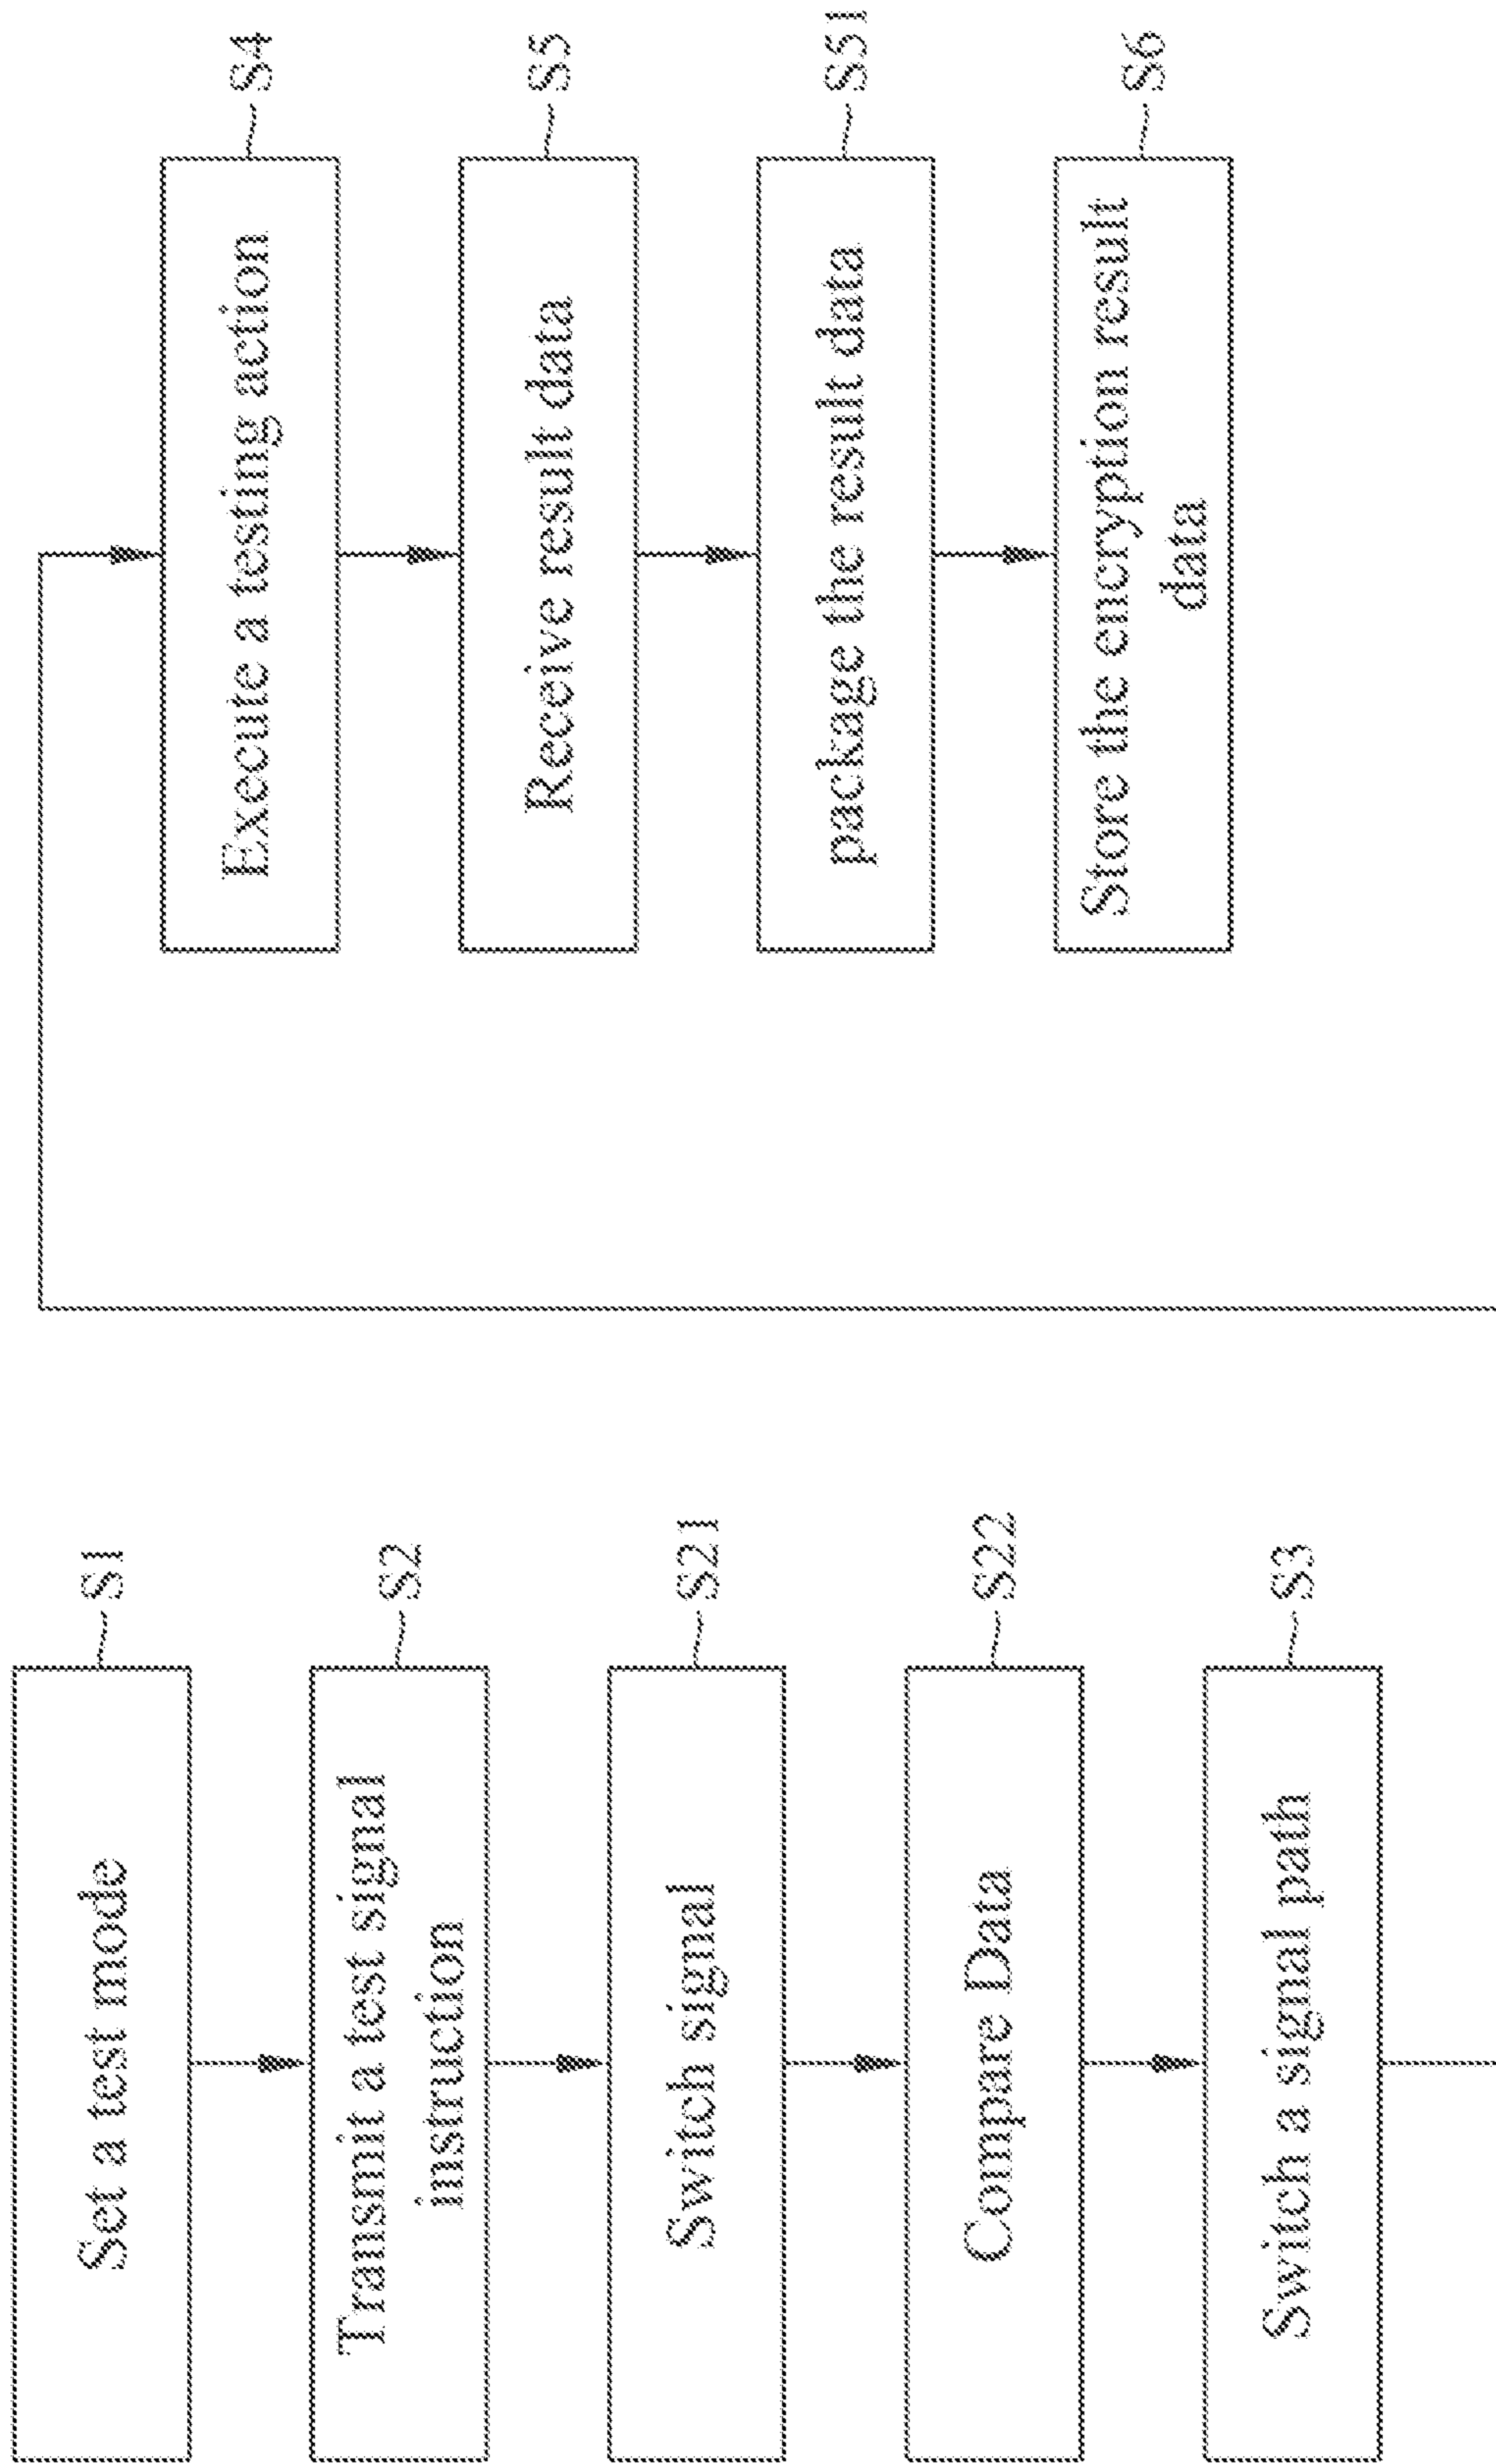 Set a test mode
S1
Transmit a test signal
instruction
S2
Switch signal
S21
Compare Data
S22
Switch a signal path
S3
Execute a testing action
S4
Receive result data
S5
package the result data
S51
Store the encryption result
data
S6